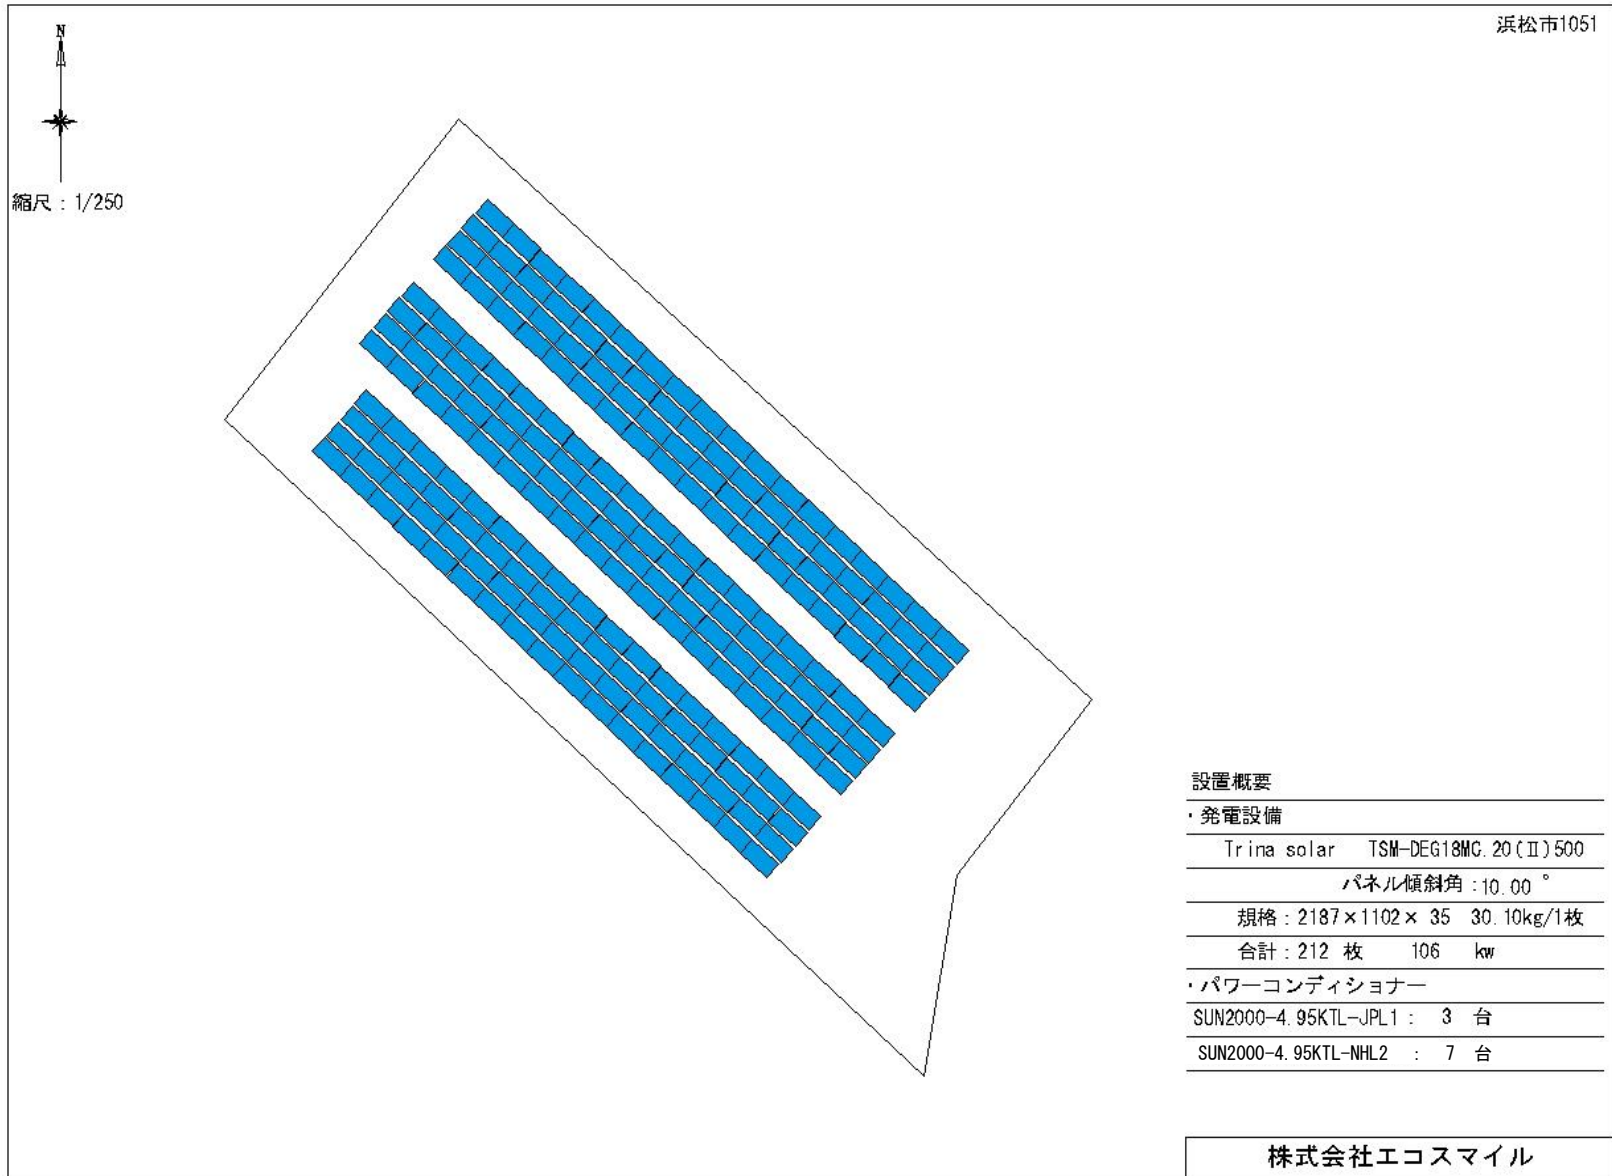 浜松市1051
N
縮尺：1/250
設置概要
・発電設備
Trina solar TSM-DEG18MC.20(Ⅱ)500
パネル傾斜角：10.00 °
規格：2187×1102× 35 30.10kg/1枚
合計：212 枚 106 kw
・パワーコンディショナー
SUN2000-4.95KTL-JPL1： 3 台
SUN2000-4.95KTL-NHL2 ： 7 台
株式会社エコスマイル